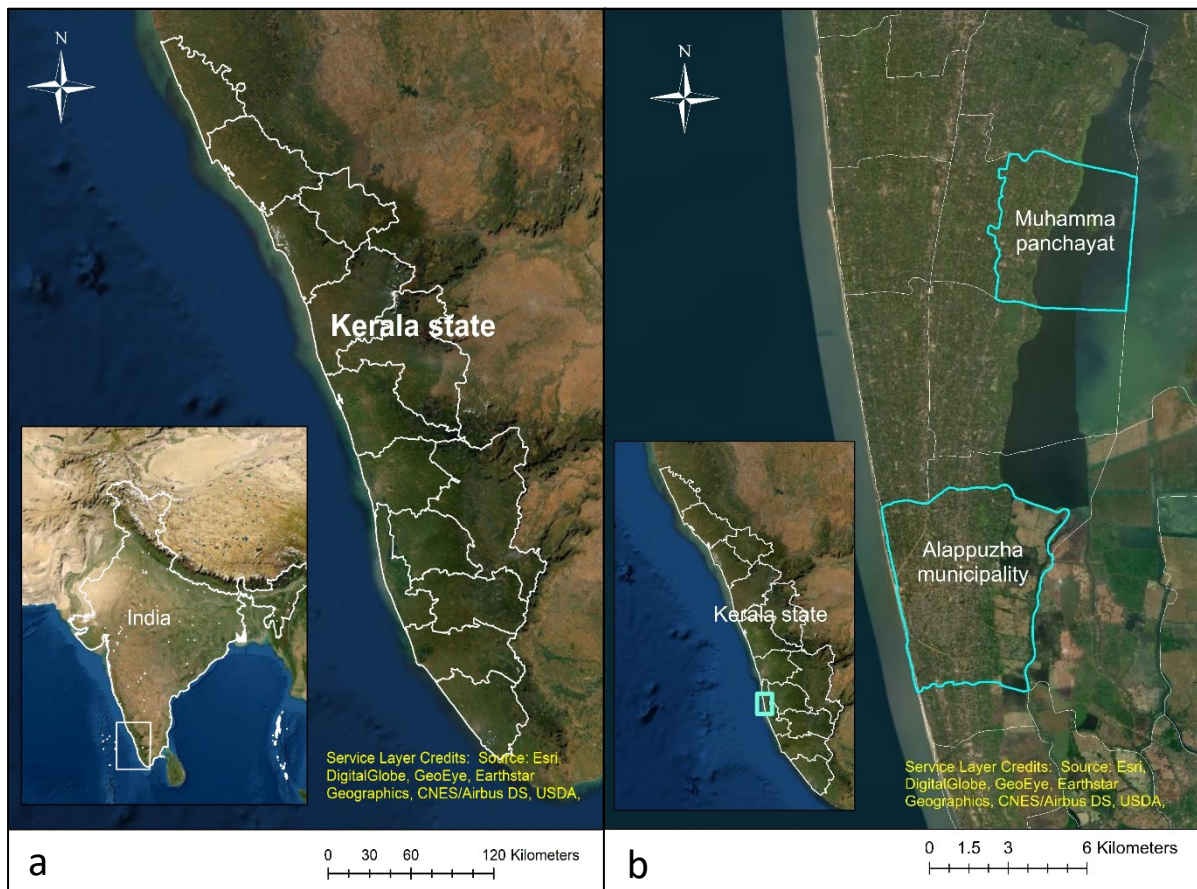 N
Kerala state
India
Service Layer Credits: Source: Esri,
DigitalGlobe, GeoEye, Earthstar
Geographics, CNES/Airbus DS, USDA,
a
0 30 60 120 Kilometers
N
Muhamma
panchayat
Alappuzha
municipality
Kerala state
Service Layer Credits: Source: Esri,
DigitalGlobe, GeoEye, Earthstar
Geographics, CNES/Airbus DS, USDA,
b
0 1.5 3 6 Kilometers